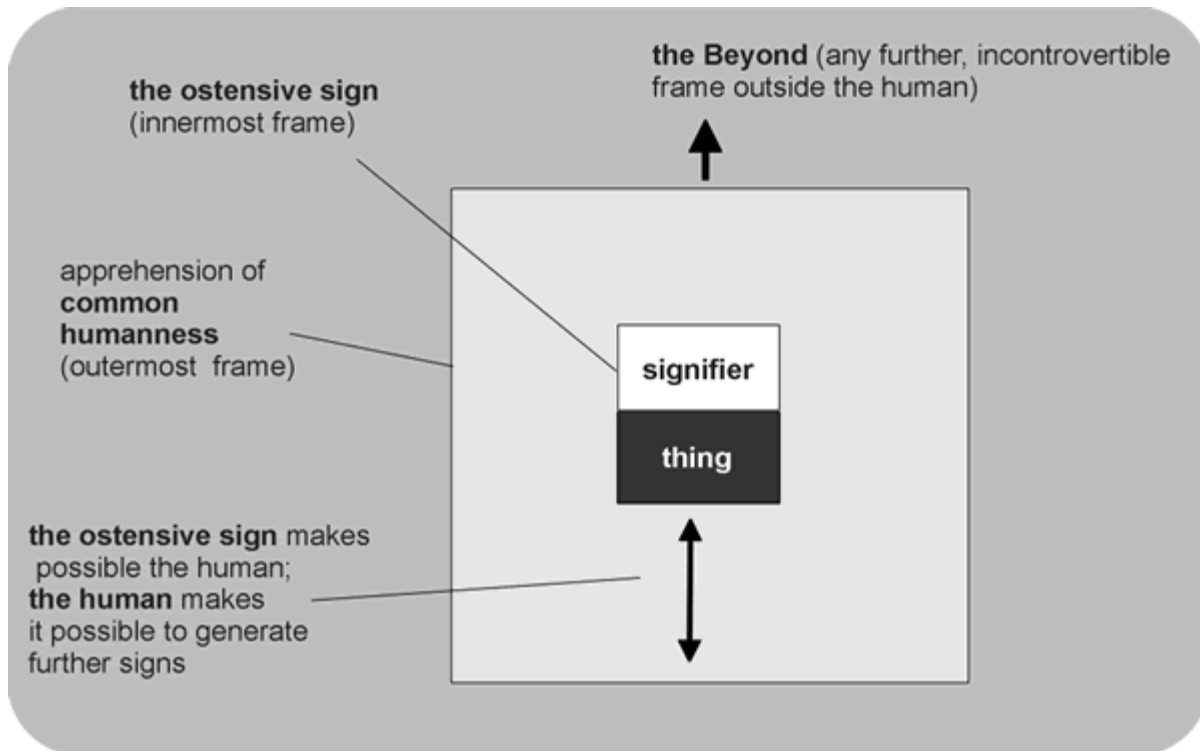 the Beyond (any further, incontrovertible
frame outside the human)
the ostensive sign
(innermost frame)
apprehension of
common
humanness
(outermost frame)
signifier
thing
the ostensive sign makes
possible the human;
the human makes
it possible to generate
further signs